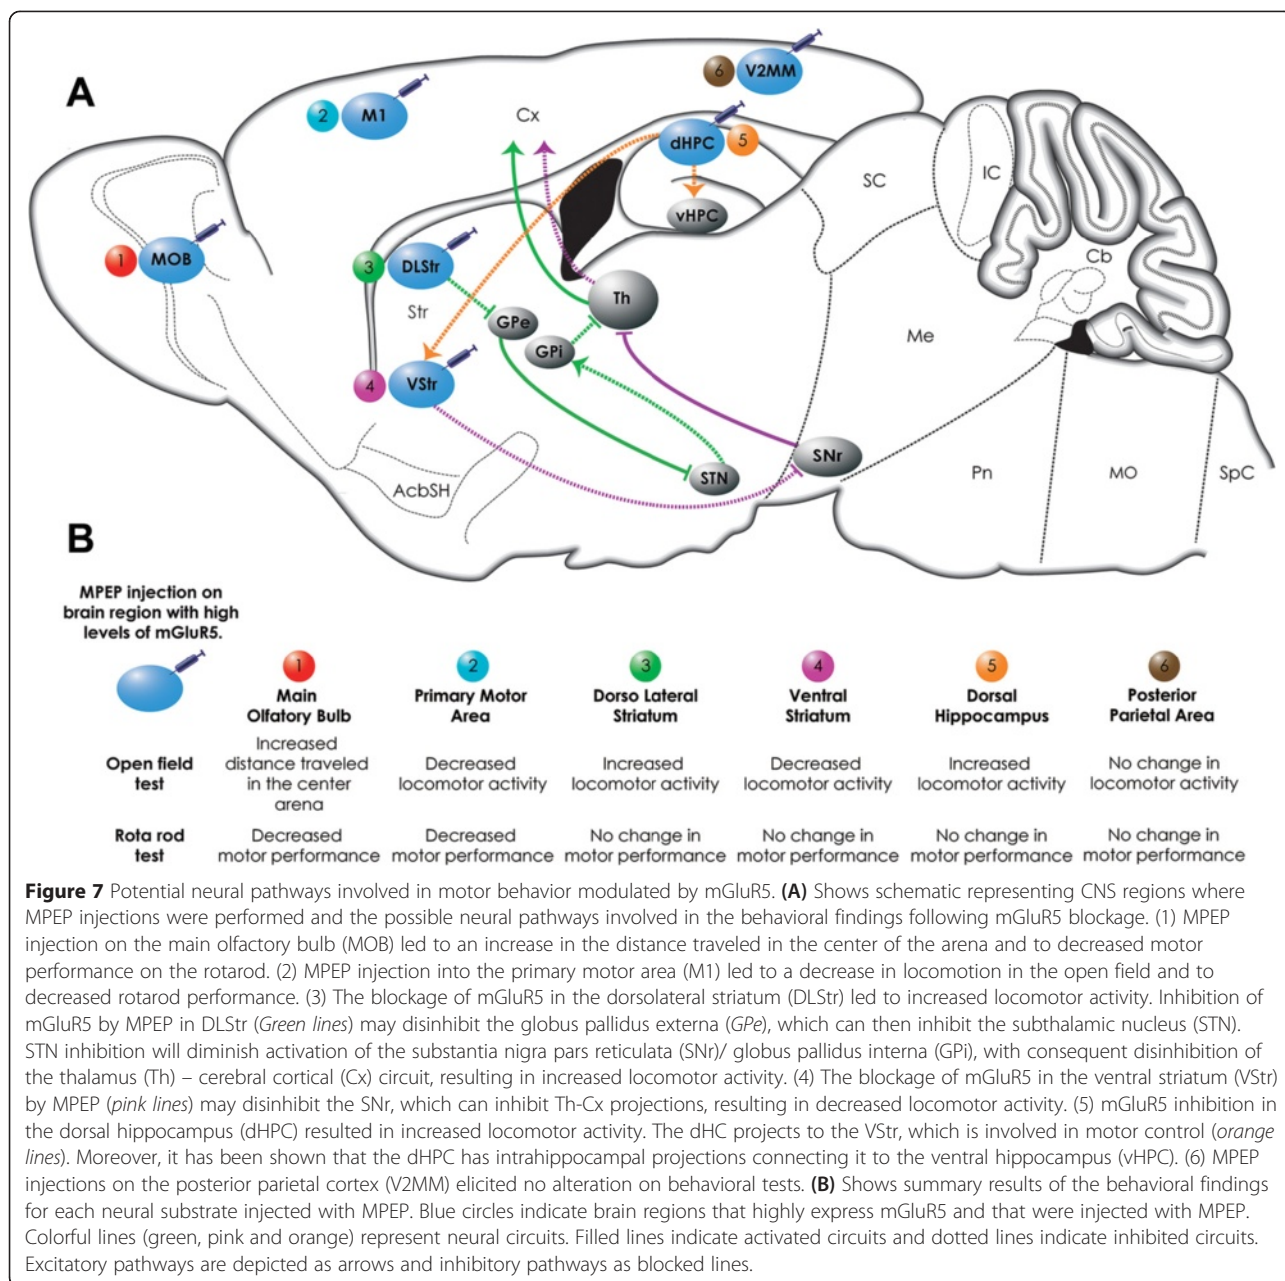 A
6 V2MM
2 M1
Cx
dHPC 5
SC
IC
vHPC
1 MOB
3 DLStr
Cb
Th
Str
GPe
GPi
Me
4 VStr
SNr
STN
AcbSH
Pn
MO
SpC
B
MPEP injection on
brain region with high
levels of mGluR5.
1 2 3 4 5 6
Main
Olfatory Bulb
Primary Motor
Area
Dorso Lateral
Striatum
Ventral
Striatum
Dorsal
Hippocampus
Posterior
Parietal Area
Open field
test
Increased
distance traveled
in the center
arena
Decreased
locomotor activity
Increased
locomotor activity
Decreased
locomotor activity
Increased
locomotor activity
No change in
locomotor activity
Rota rod
test
Decreased
motor performance
Decreased
motor performance
No change in
motor performance
No change in
motor performance
No change in
motor performance
No change in
motor performance
Figure 7 Potential neural pathways involved in motor behavior modulated by mGluR5. (A) Shows schematic representing CNS regions where
MPEP injections were performed and the possible neural pathways involved in the behavioral findings following mGluR5 blockage. (1) MPEP
injection on the main olfactory bulb (MOB) led to an increase in the distance traveled in the center of the arena and to decreased motor
performance on the rotarod. (2) MPEP injection into the primary motor area (M1) led to a decrease in locomotion in the open field and to
decreased rotarod performance. (3) The blockage of mGluR5 in the dorsolateral striatum (DLStr) led to increased locomotor activity. Inhibition of
mGluR5 by MPEP in DLStr (Green lines) may disinhibit the globus pallidus externa (GPe), which can then inhibit the subthalamic nucleus (STN).
STN inhibition will diminish activation of the substantia nigra pars reticulata (SNr)/ globus pallidus interna (GPi), with consequent disinhibition of
the thalamus (Th) – cerebral cortical (Cx) circuit, resulting in increased locomotor activity. (4) The blockage of mGluR5 in the ventral striatum (VStr)
by MPEP (pink lines) may disinhibit the SNr, which can inhibit Th-Cx projections, resulting in decreased locomotor activity. (5) mGluR5 inhibition in
the dorsal hippocampus (dHPC) resulted in increased locomotor activity. The dHC projects to the VStr, which is involved in motor control (orange
lines). Moreover, it has been shown that the dHPC has intrahippocampal projections connecting it to the ventral hippocampus (vHPC). (6) MPEP
injections on the posterior parietal cortex (V2MM) elicited no alteration on behavioral tests. (B) Shows summary results of the behavioral findings
for each neural substrate injected with MPEP. Blue circles indicate brain regions that highly express mGluR5 and that were injected with MPEP.
Colorful lines (green, pink and orange) represent neural circuits. Filled lines indicate activated circuits and dotted lines indicate inhibited circuits.
Excitatory pathways are depicted as arrows and inhibitory pathways as blocked lines.